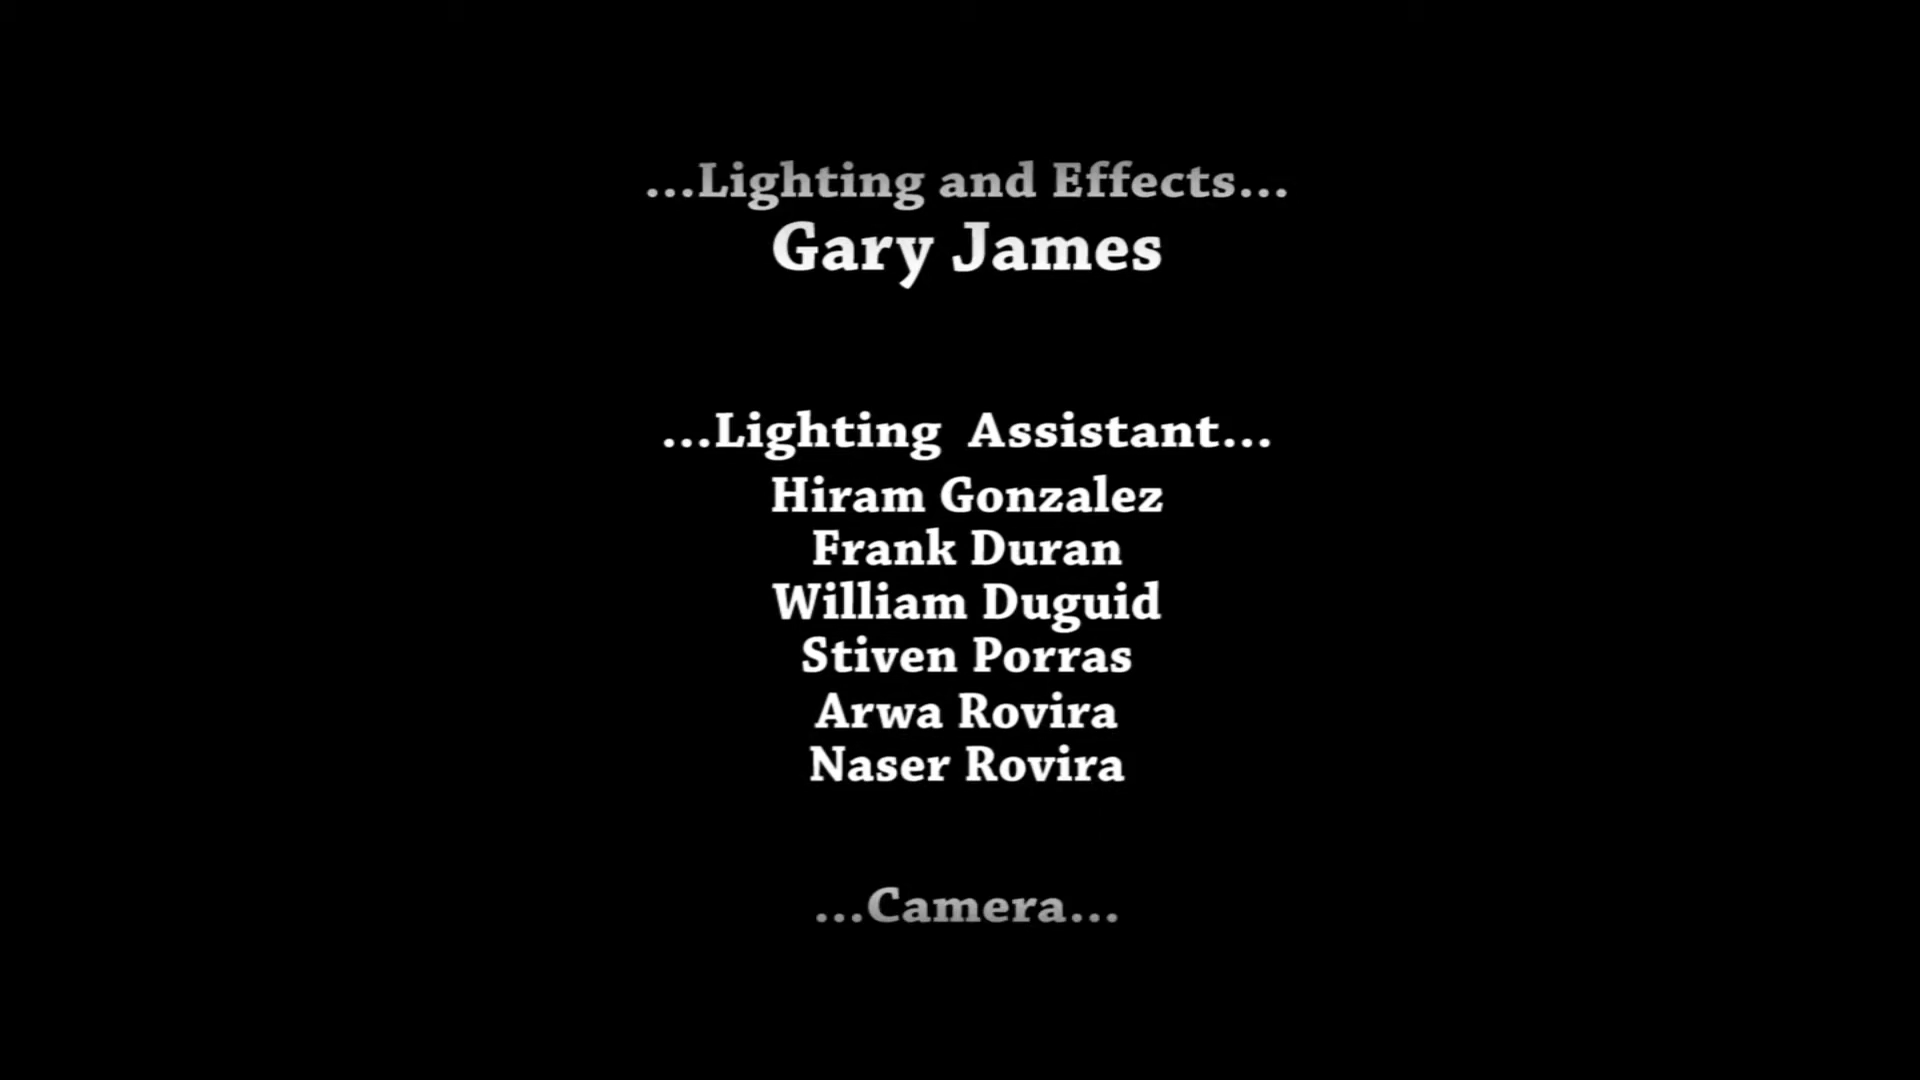 ...Lighting and Effects...
Gary James
...Lighting Assistant...
Hiram Gonzalez
Frank Duran
William Duguid
Stiven Porras
Arwa Rovira
Naser Rovira
...Camera...